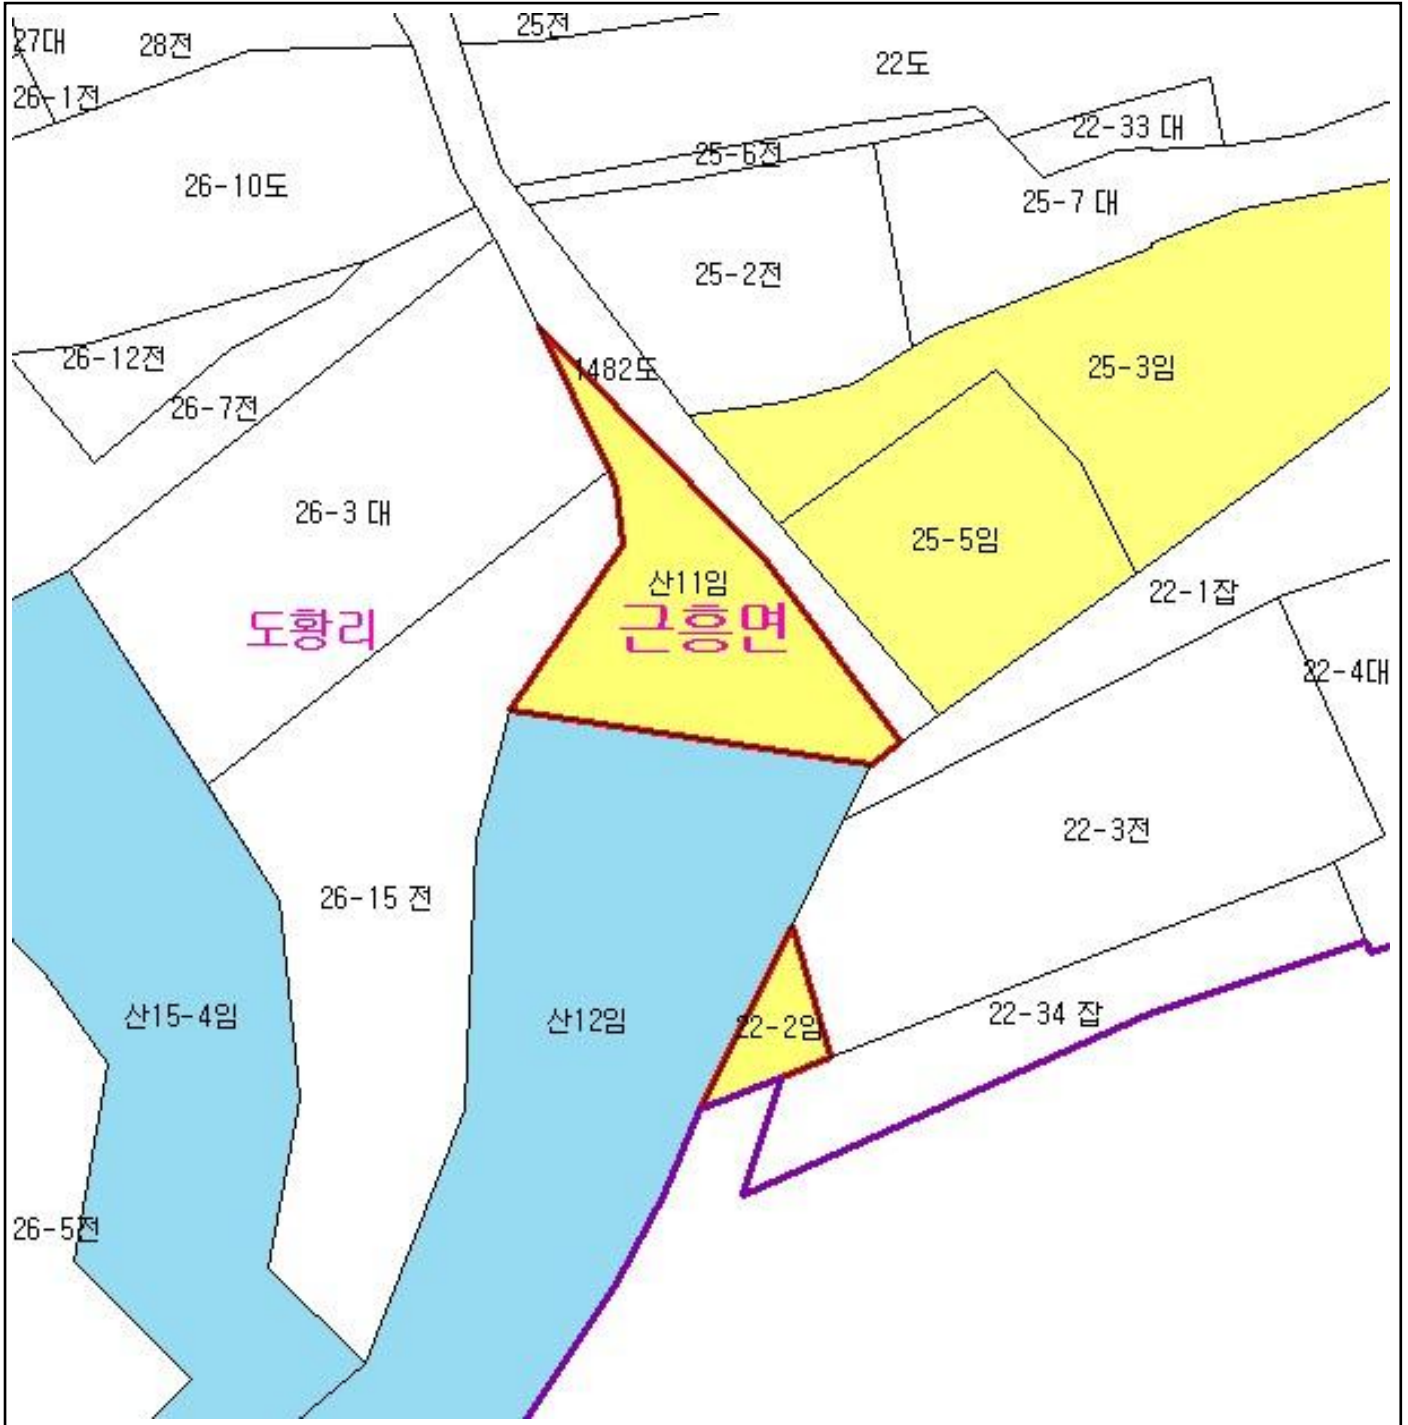 27대
28전
25전
22도
26-1전
22-33 대
25-6전
26-10도
25-7 대
25-2전
26-12전
1482도
25-3임
26-7전
26-3 대
25-5임
산11임
22-1잡
도황리
근흥면
22-4대
22-3전
26-15 전
산15-4임
산12임
22-2임
22-34 잡
26-5전